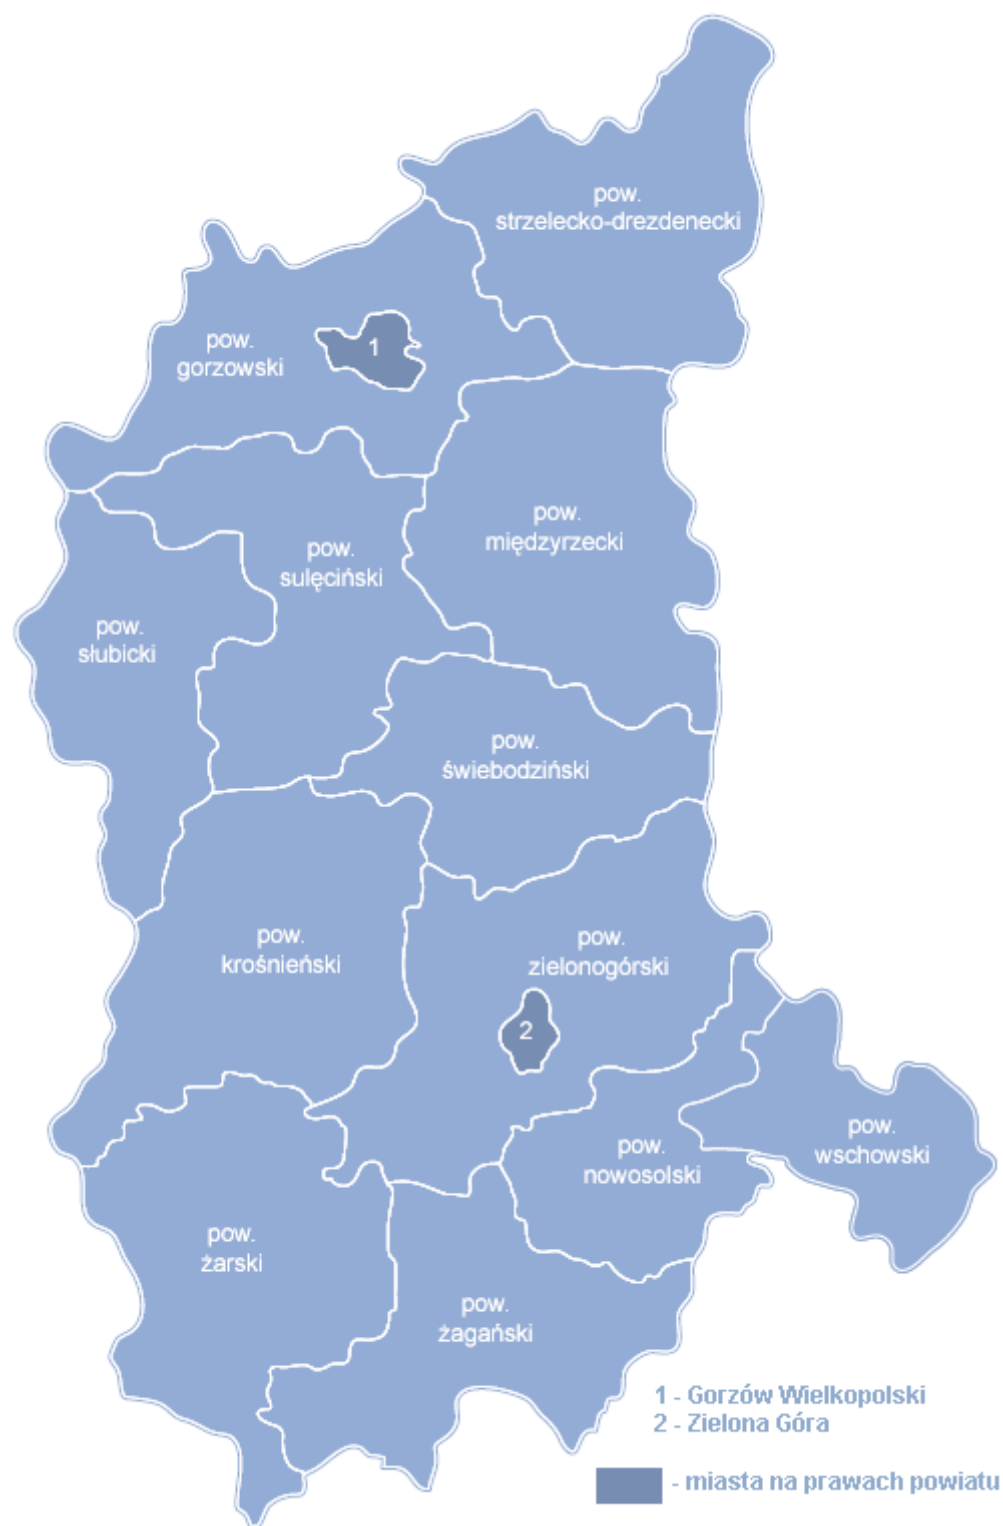 pow.
strzelecko-drezdenecki
pow.
gorzowski
1
pow.
międzyrzecki
pow.
sulęciński
pow.
słubicki
pow.
świebodziński
pow.
krośnieński
pow.
zielonogórski
2
pow.
wschowski
pow.
nowosolski
pow.
żarski
pow.
żagański
1 - Gorzów Wielkopolski
2 - Zielona Góra
- miasta na prawach powiatu